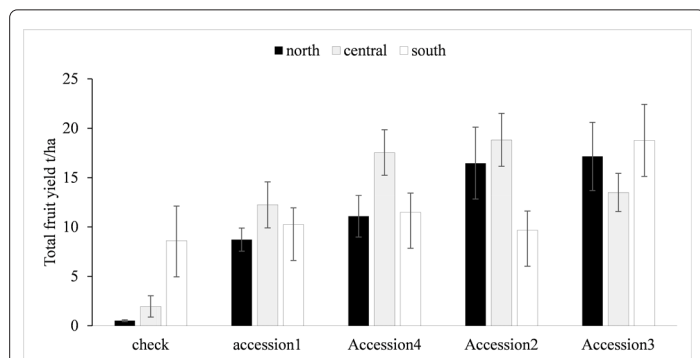 north central south
Total fruit yield t/ha
25
20
15
10
5
0
check accession1 Accession4 Accession2 Accession3